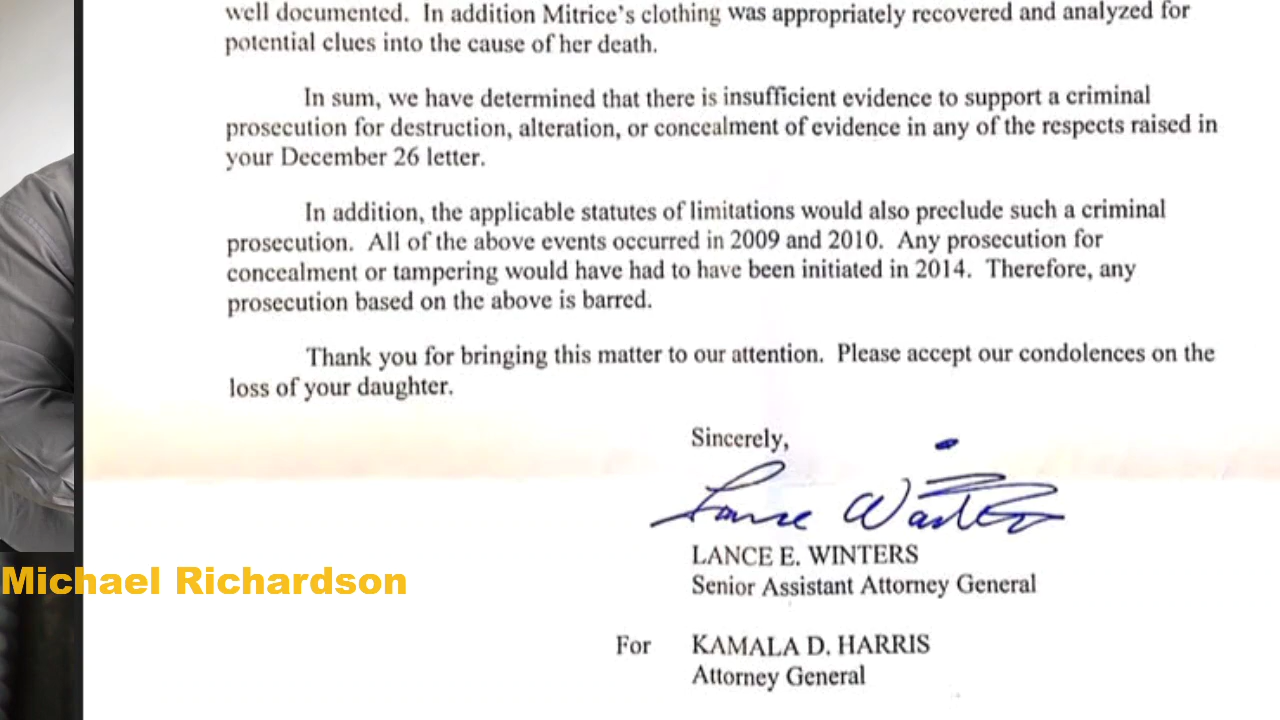 well documented. In addition Mitrice's clothing was appropriately recovered and analyzed for
potential clues into the cause of her death.
In sum, we have determined that there is insufficient evidence to support a criminal
prosecution for destruction, alteration, or concealment of evidence in any of the respects raised in
your December 26 letter.
In addition, the applicable statutes of limitations would also preclude such a criminal
prosecution. All of the above events occurred in 2009 and 2010. Any prosecution for
concealment or tampering would have had to have been initiated in 2014. Therefore, any
prosecution based on the above is barred.
Thank you for bringing this matter to our attention. Please accept our condolences on the
loss of your daughter.
Sincerely,
Lance Winters
LANCE E. WINTERS
Senior Assistant Attorney General
Michael Richardson
For KAMALA D. HARRIS
Attorney General